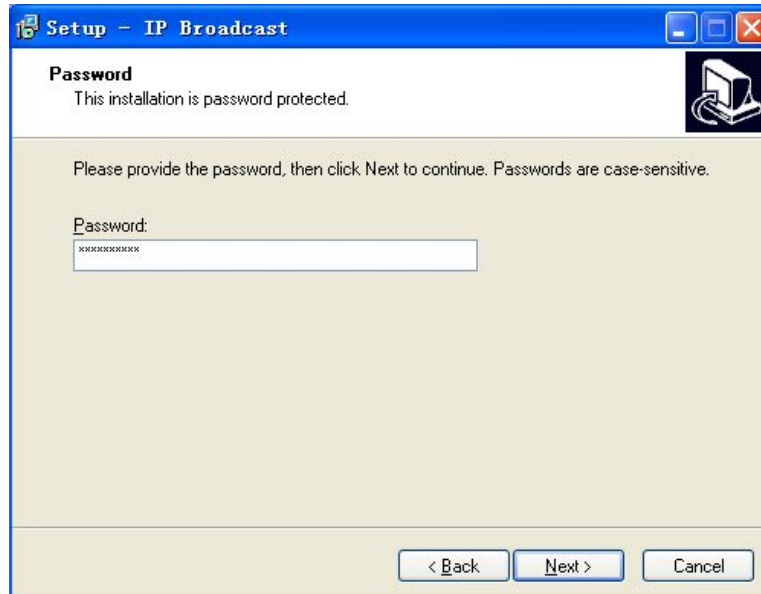 Setup - IP Broadcast
Password
This installation is password protected.
Please provide the password, then click Next to continue. Passwords are case-sensitive.
Password:
××××××××××
< Back Next > Cancel